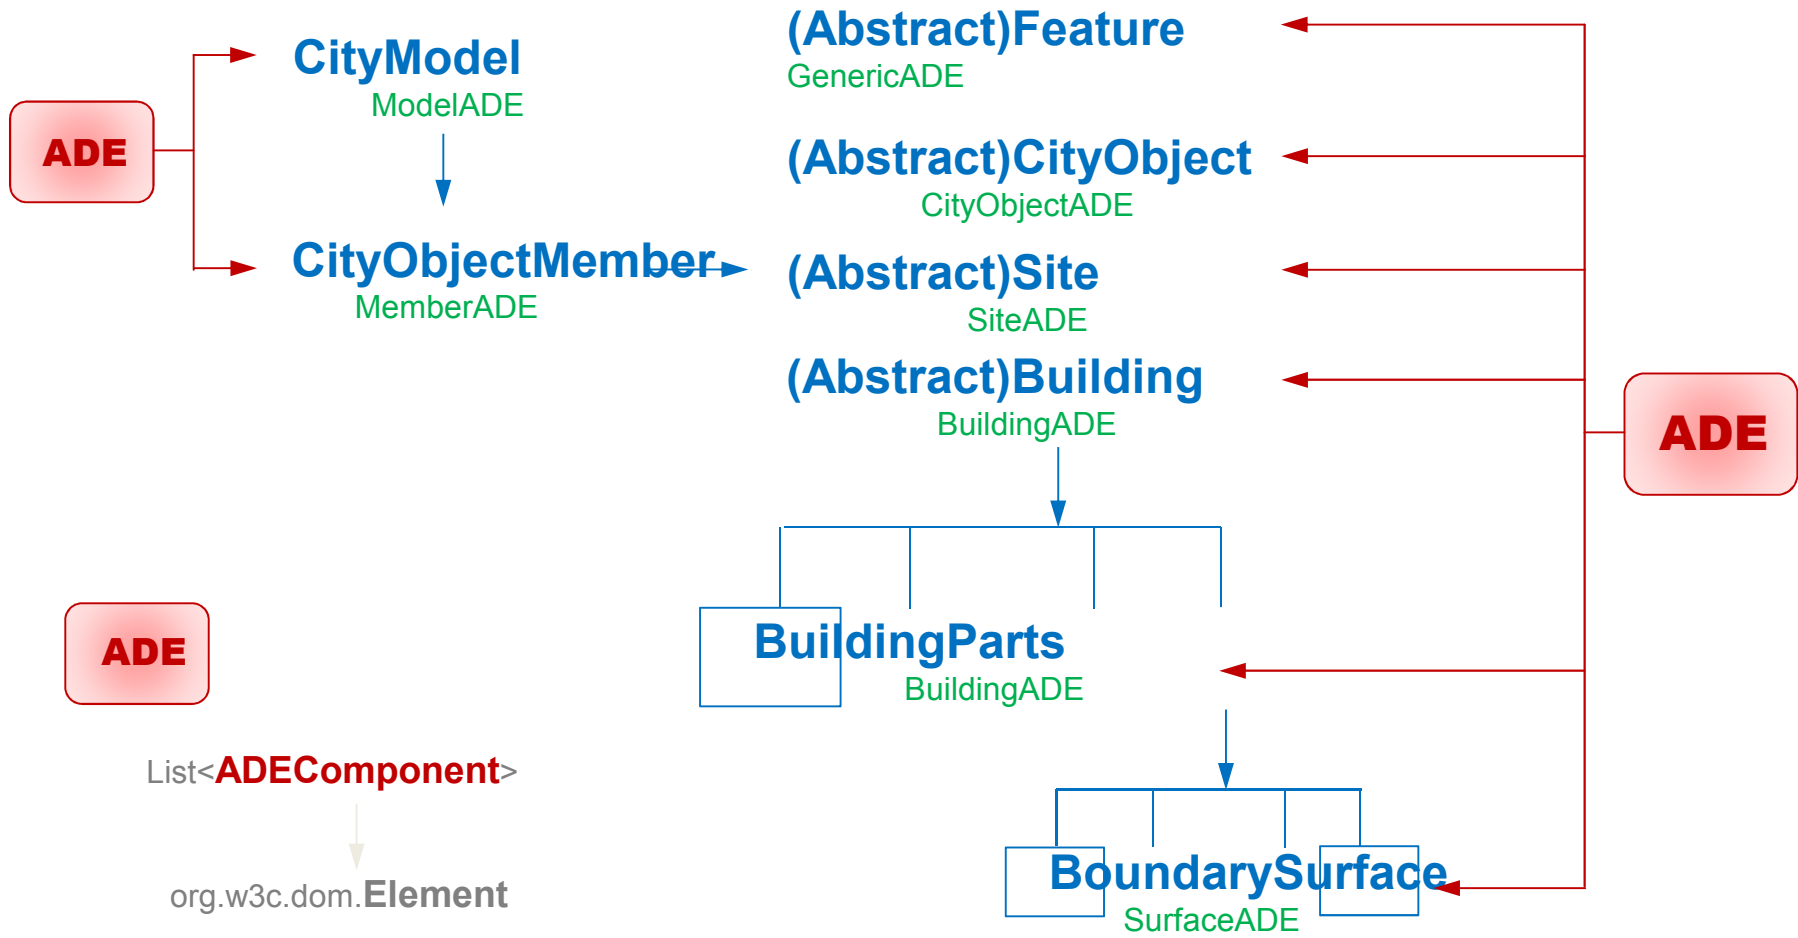 ADE
CityModel
ModelADE
CityObjectMember
MemberADE
(Abstract)Feature
GenericADE
(Abstract)CityObject
CityObjectADE
(Abstract)Site
SiteADE
(Abstract)Building
BuildingADE
ADE
BuildingParts
BuildingADE
BoundarySurface
SurfaceADE
ADE
List<ADEComponent>
org.w3c.dom.Element